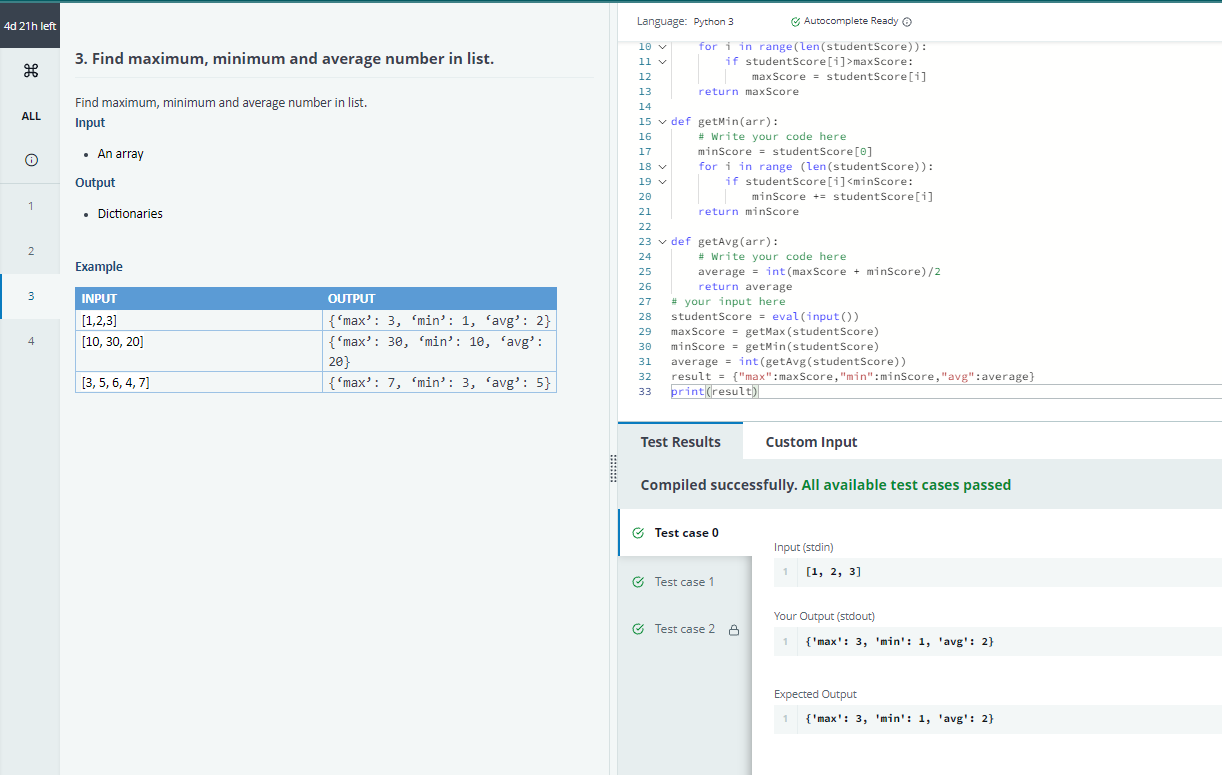 4d 21h left
ALL
1
2
3
4
3. Find maximum, minimum and average number in list.
Find maximum, minimum and average number in list.
Input
• An array
Output
• Dictionaries
Example
INPUT OUTPUT
[1,2,3] {‘max’: 3, ‘min’: 1, ‘avg’: 2}
[10, 30, 20] {‘max’: 30, ‘min’: 10, ‘avg’:
20}
[3, 5, 6, 4, 7] {‘max’: 7, ‘min’: 3, ‘avg’: 5}
Language: Python 3 Autocomplete Ready
10 for i in range(len(studentScore)):
11 if studentScore[i]>maxScore:
12 maxScore = studentScore[i]
13 return maxScore
14
15 def getMin(arr):
16 # Write your code here
17 minScore = studentScore[0]
18 for i in range (len(studentScore)):
19 if studentScore[i]<minScore:
20 minScore += studentScore[i]
21 return minScore
22
23 def getAvg(arr):
24 # Write your code here
25 average = int(maxScore + minScore)/2
26 return average
27 # your input here
28 studentScore = eval(input())
29 maxScore = getMax(studentScore)
30 minScore = getMin(studentScore)
31 average = int(getAvg(studentScore))
32 result = {"max":maxScore,"min":minScore,"avg":average}
33 print(result)
Test Results Custom Input
Compiled successfully. All available test cases passed
Test case 0
Test case 1
Test case 2
Input (stdin)
1 [1, 2, 3]
Your Output (stdout)
1 {'max': 3, 'min': 1, 'avg': 2}
Expected Output
1 {'max': 3, 'min': 1, 'avg': 2}